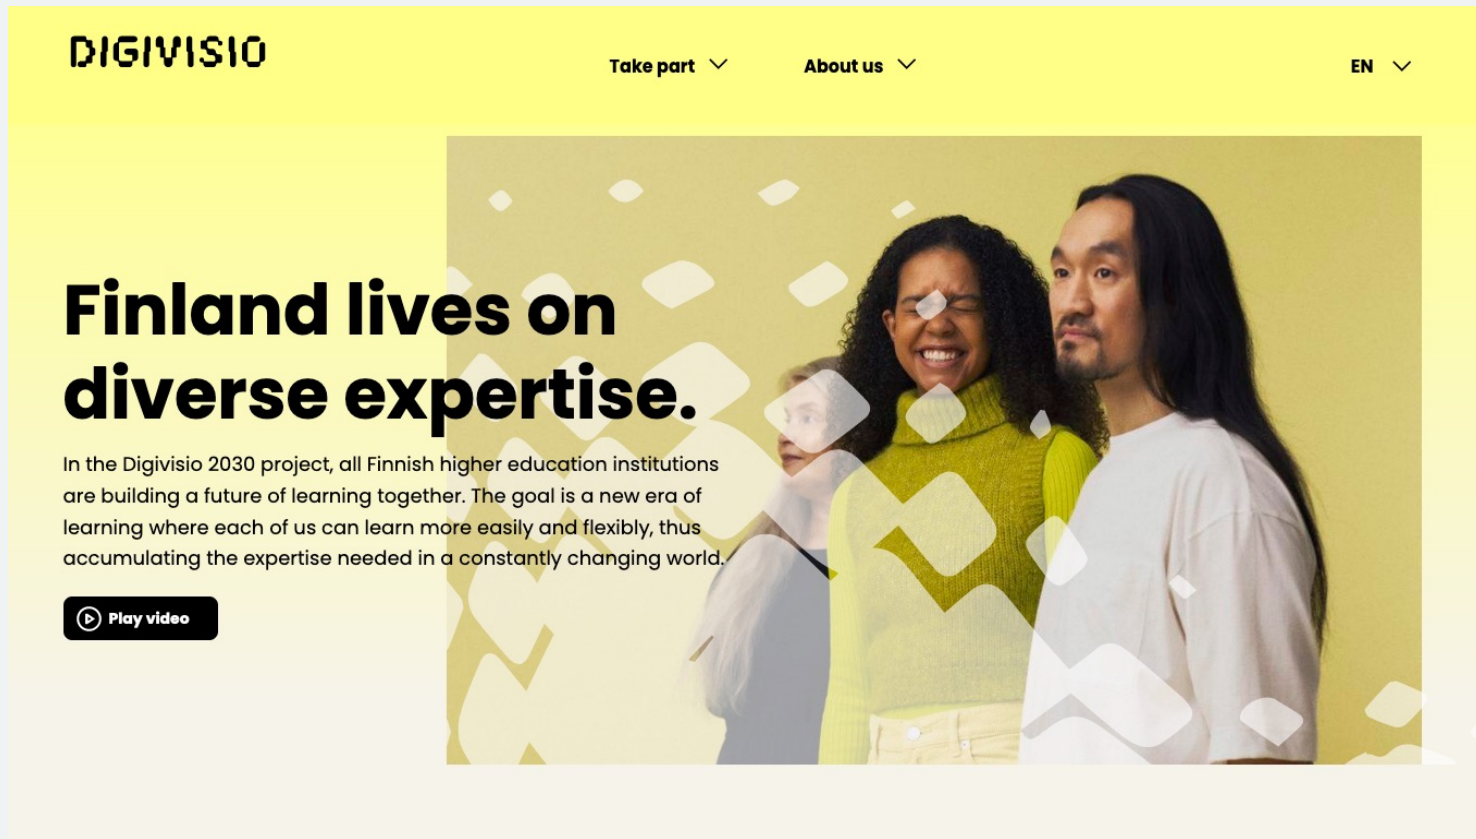 DIGIVISIO
Take part
About us
EN
Finland lives on
diverse expertise.
In the Digivisio 2030 project, all Finnish higher education institutions
are building a future of learning together. The goal is a new era of
learning where each of us can learn more easily and flexibly, thus
accumulating the expertise needed in a constantly changing world.
Play video